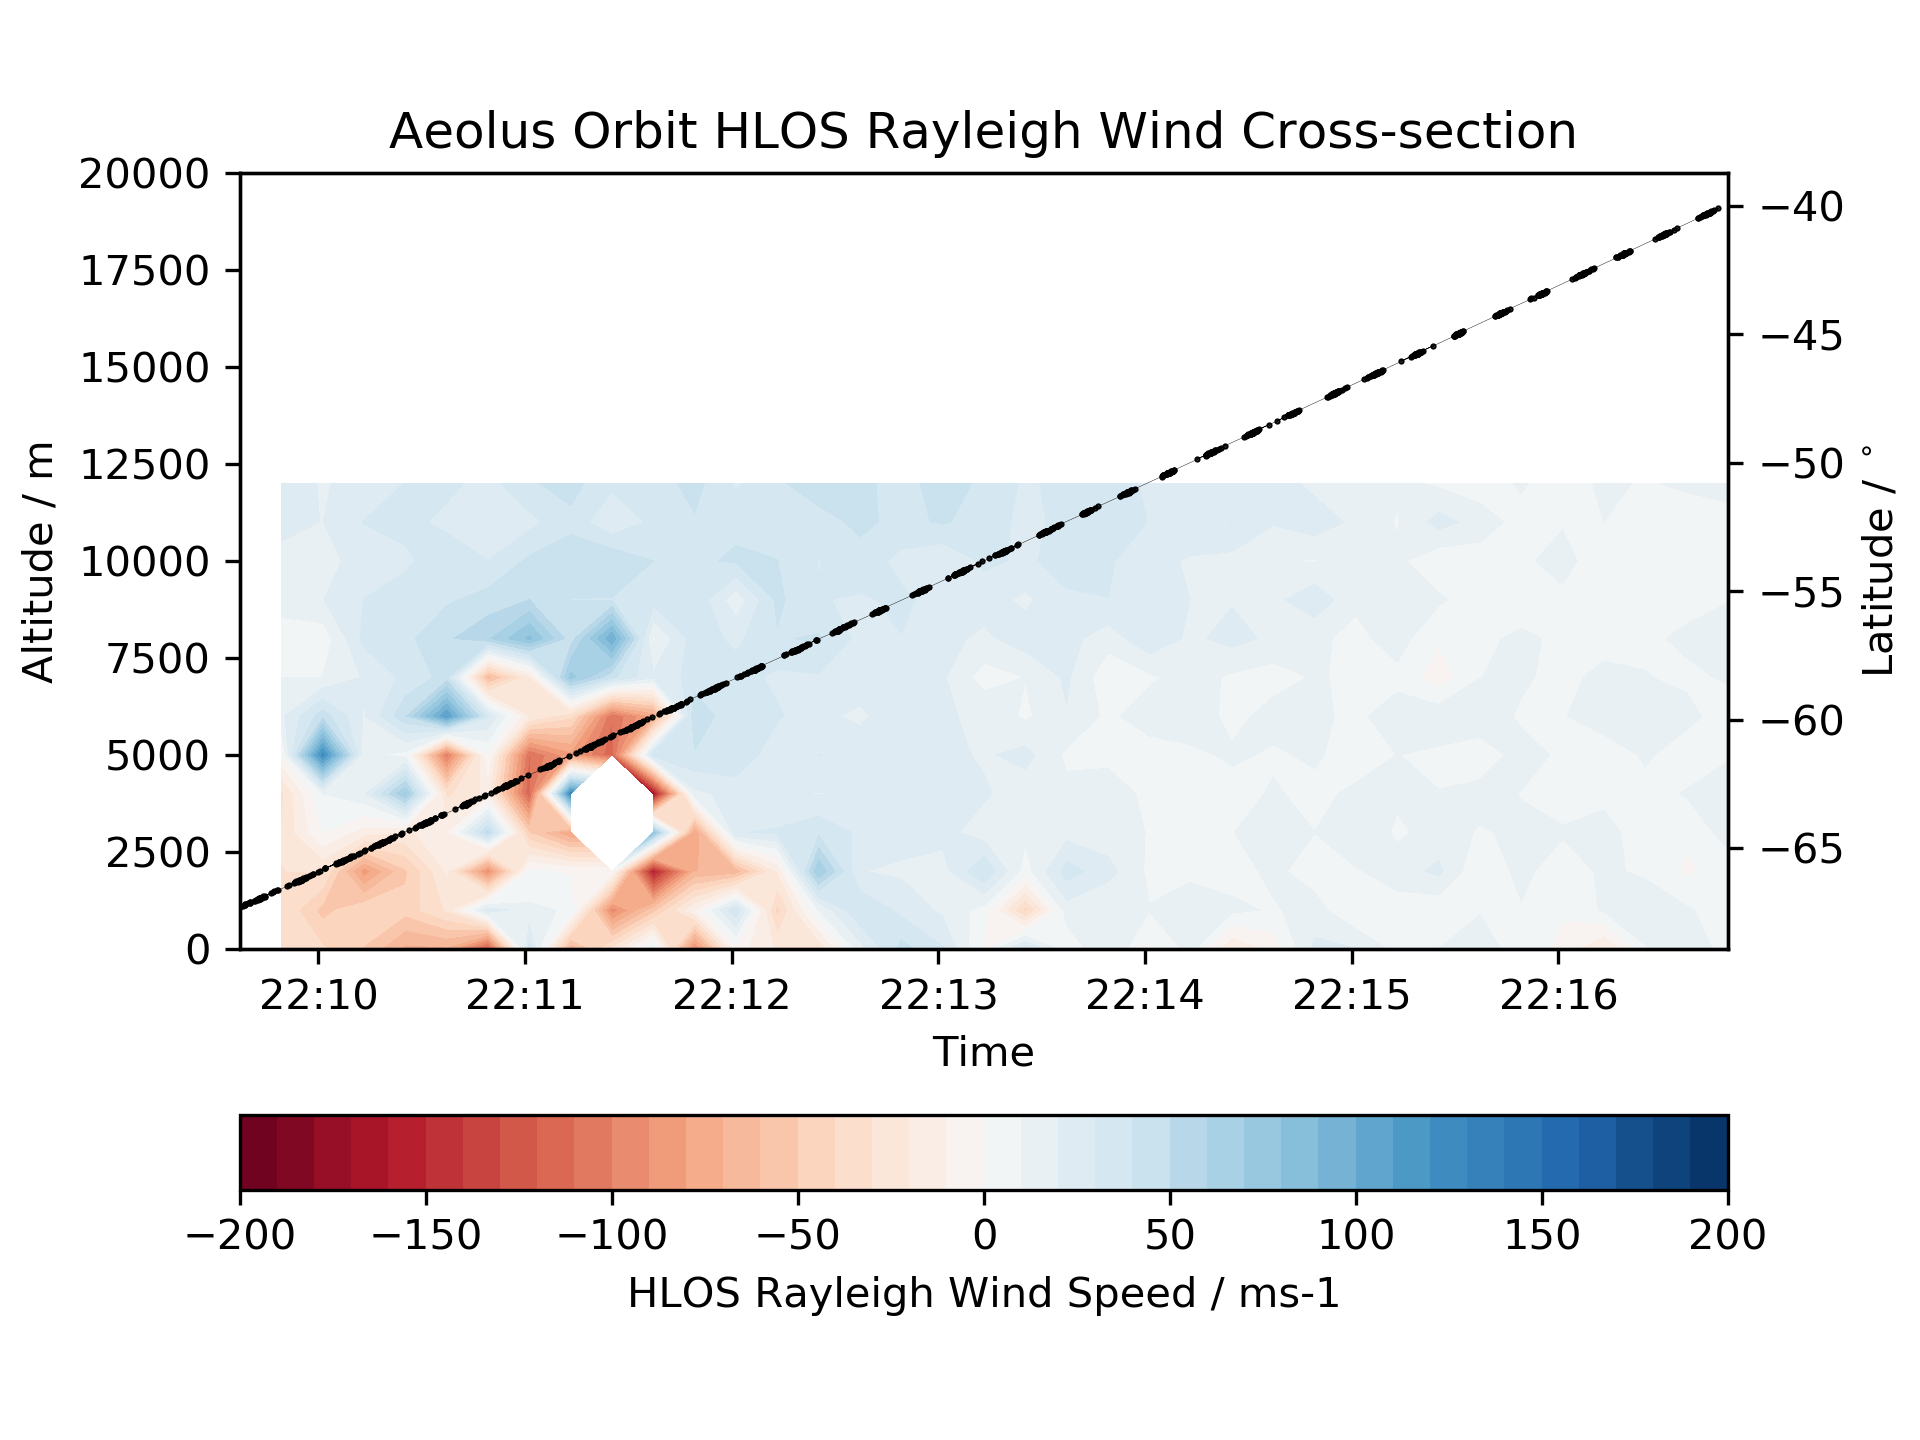 Aeolus Orbit HLOS Rayleigh Wind Cross-section
20000
17500
15000
12500
10000
7500
5000
2500
0
Altitude / m
−40
−45
−50
−55
−60
−65
Latitude / °
22:10 22:11 22:12 22:13 22:14 22:15 22:16
Time
−200 −150 −100 −50 0 50 100 150 200
HLOS Rayleigh Wind Speed / ms-1